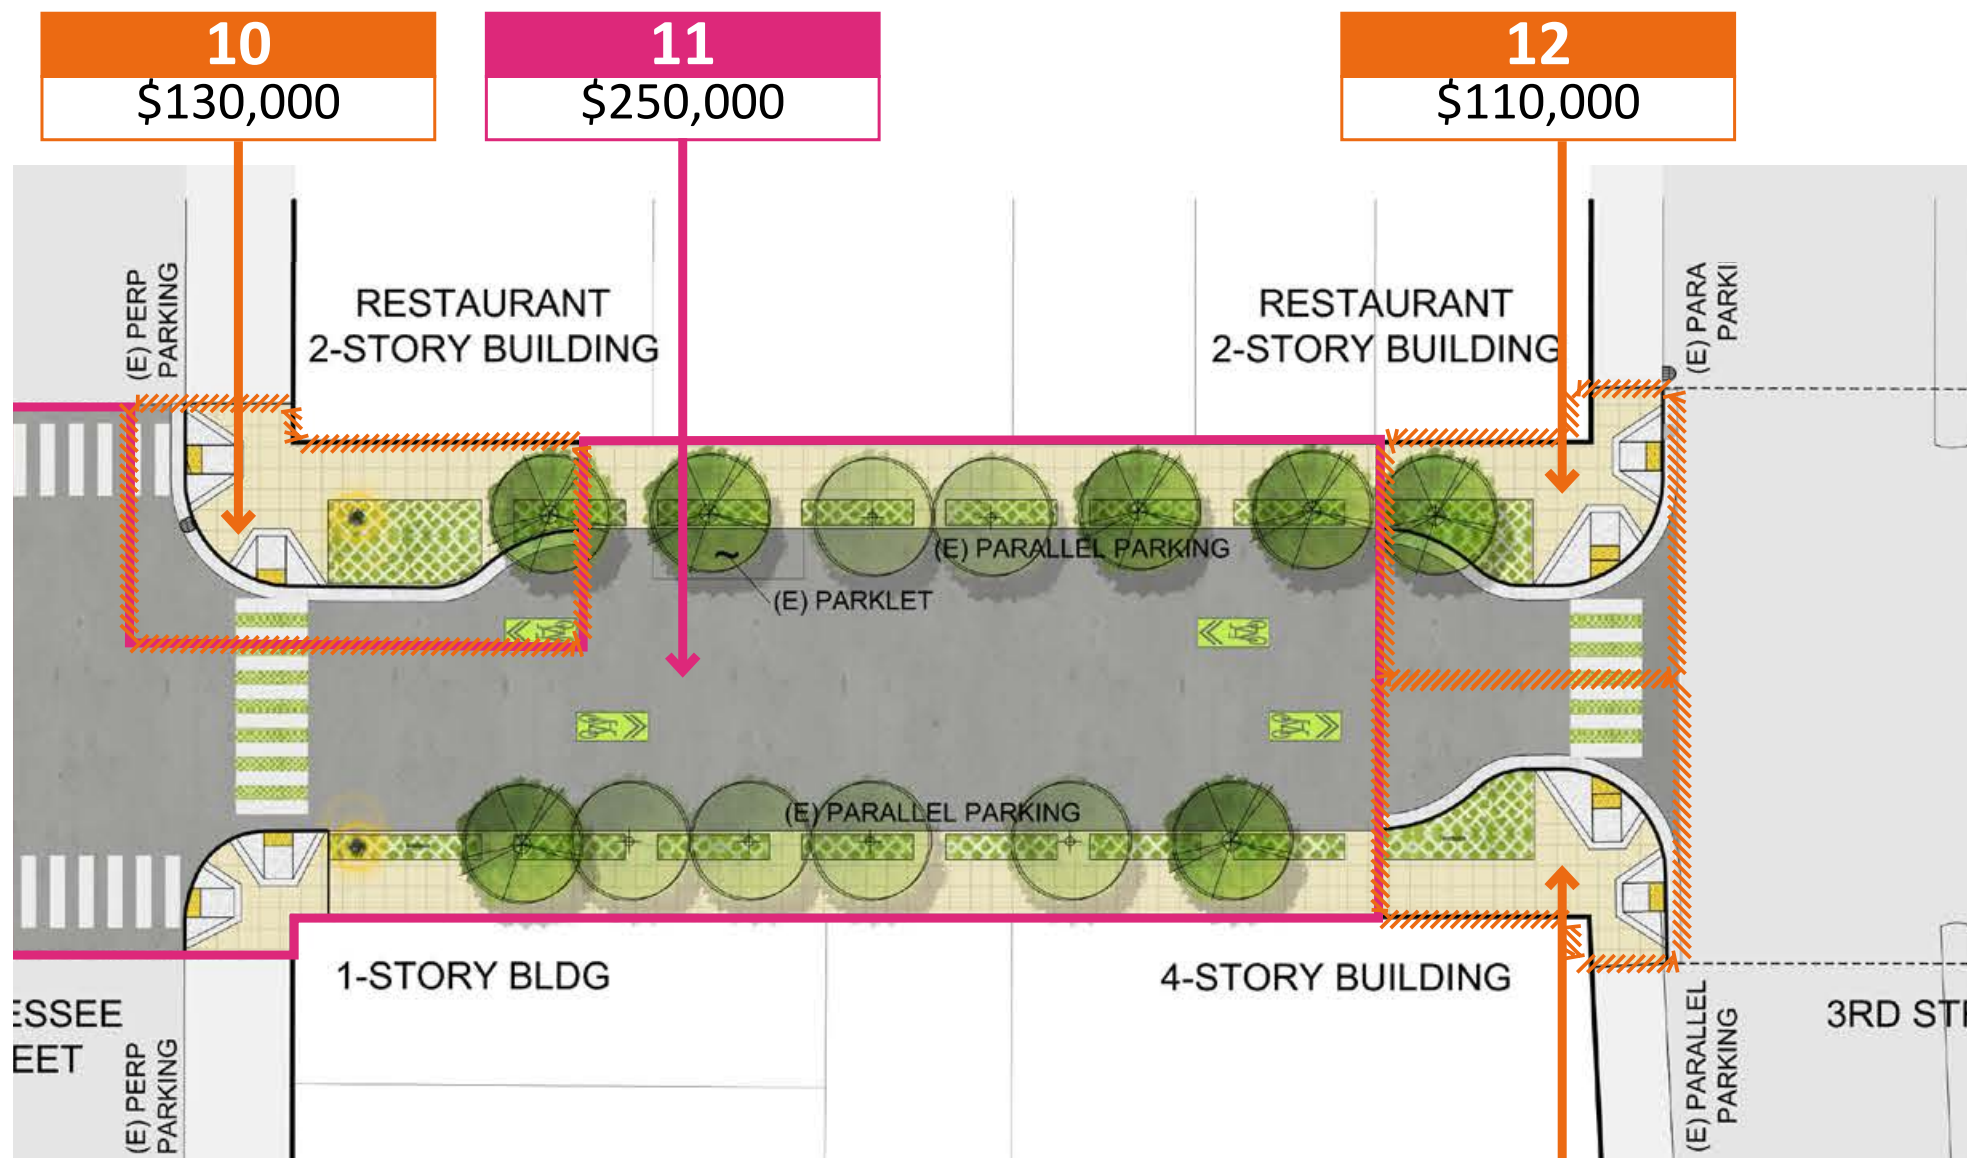 10
$130,000
11
$250,000
12
$110,000
(E) PERP
PARKING
RESTAURANT
2-STORY BUILDING
RESTAURANT
2-STORY BUILDING
(E) PARA
PARKI
(E) PARALLEL PARKING
(E) PARKLET
(E) PARALLEL PARKING
1-STORY BLDG
4-STORY BUILDING
ESSEE
EET
(E) PERP
PARKING
(E) PARALLEL
PARKING
3RD ST